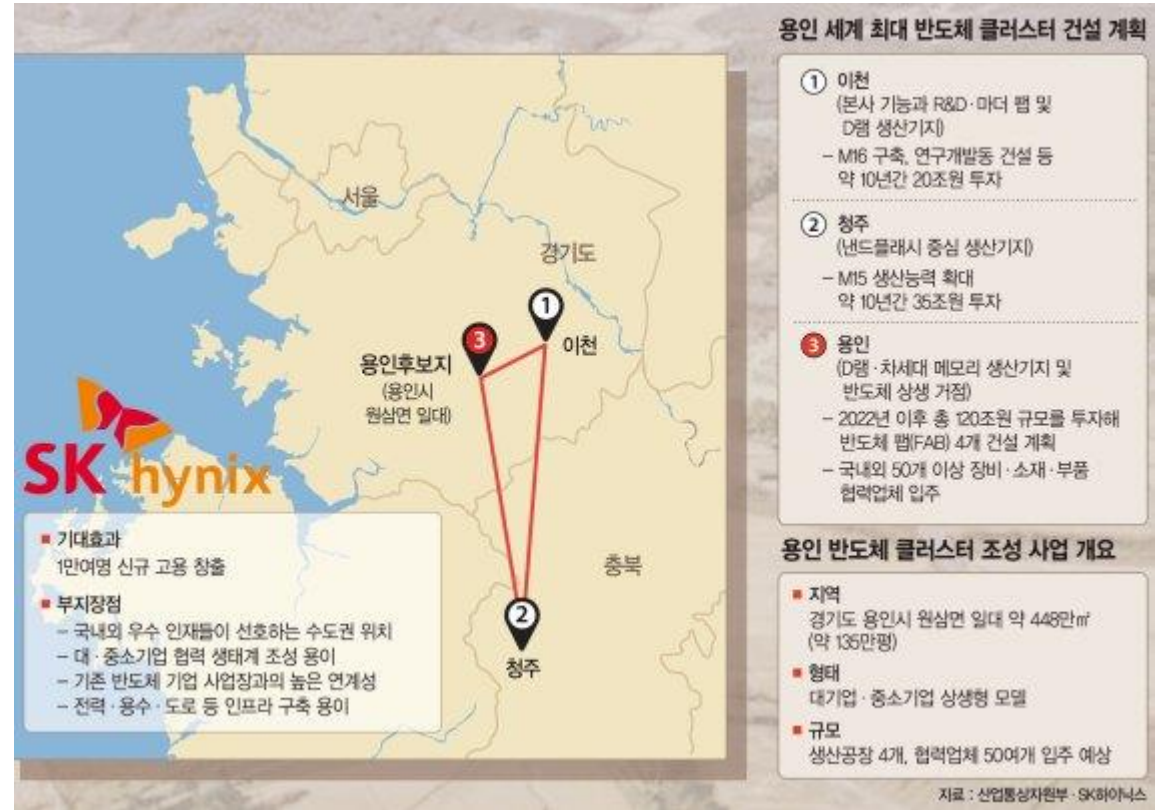 용인 세계 최대 반도체 클러스터 건설 계획
1 이천
(본사 기능과 R&D·마더 팹 및
D램 생산기지)
– M16 구축, 연구개발동 건설 등
약 10년간 20조원 투자
2 청주
(낸드플래시 중심 생산기지)
– M15 생산능력 확대
약 10년간 35조원 투자
3 용인
(D램·차세대 메모리 생산기지 및
반도체 상생 거점)
– 2022년 이후 총 120조원 규모를 투자해
반도체 팹(FAB) 4개 건설 계획
– 국내외 50개 이상 장비·소재·부품
협력업체 입주
용인 반도체 클러스터 조성 사업 개요
■ 지역
경기도 용인시 원삼면 일대 약 448만㎡
(약 135만평)
■ 형태
대기업·중소기업 상생형 모델
■ 규모
생산공장 4개, 협력업체 50여개 입주 예상
자료 : 산업통상자원부·SK하이닉스
서울
경기도
1
이천
3
용인후보지
(용인시
원삼면 일대)
충북
2
청주
SK hynix
■ 기대효과
1만여명 신규 고용 창출
■ 부지장점
– 국내외 우수 인재들이 선호하는 수도권 위치
– 대·중소기업 협력 생태계 조성 용이
– 기존 반도체 기업 사업장과의 높은 연계성
– 전력·용수·도로 등 인프라 구축 용이